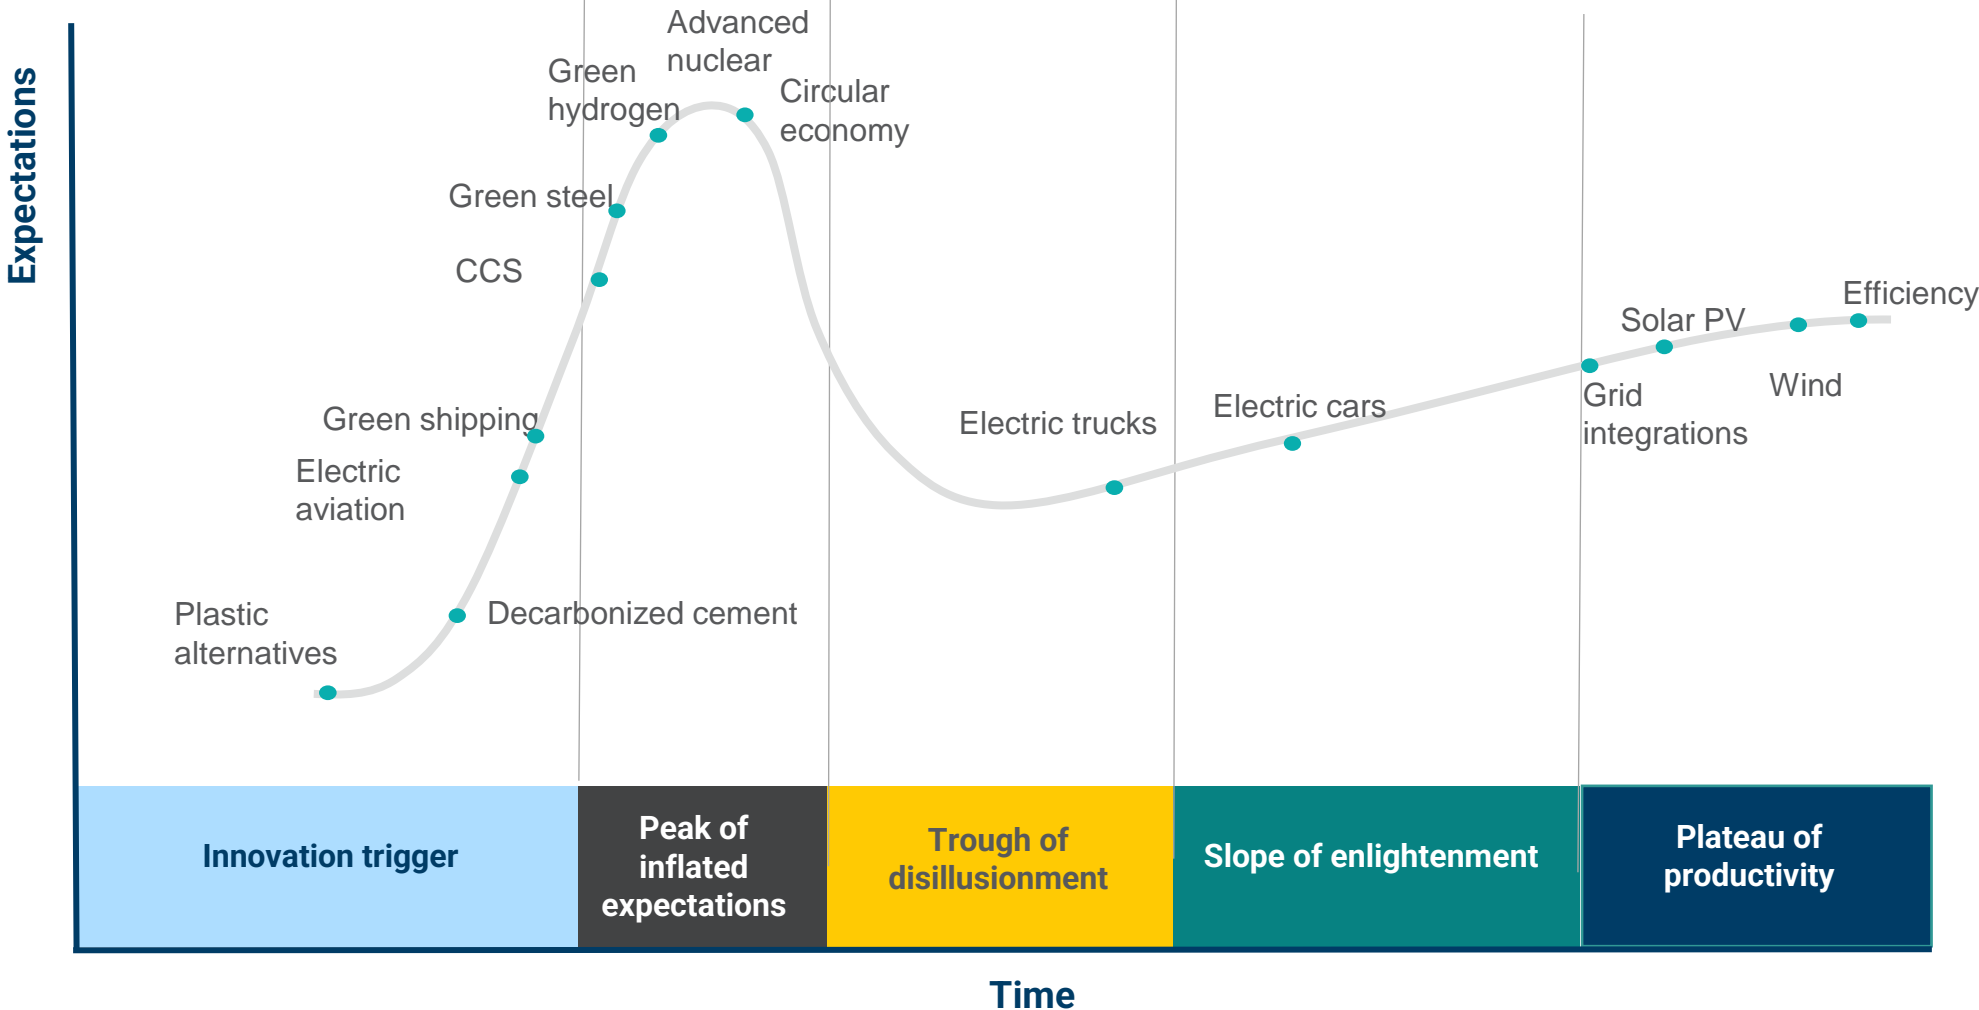 Expectations
Advanced
nuclear
Green
hydrogen
Circular
economy
Green steel
CCS
Green shipping
Electric
aviation
Plastic
alternatives
Decarbonized cement
Electric trucks
Electric cars
Grid
integrations
Solar PV
Wind
Efficiency
Innovation trigger
Peak of
inflated
expectations
Trough of
disillusionment
Slope of enlightenment
Plateau of
productivity
Time